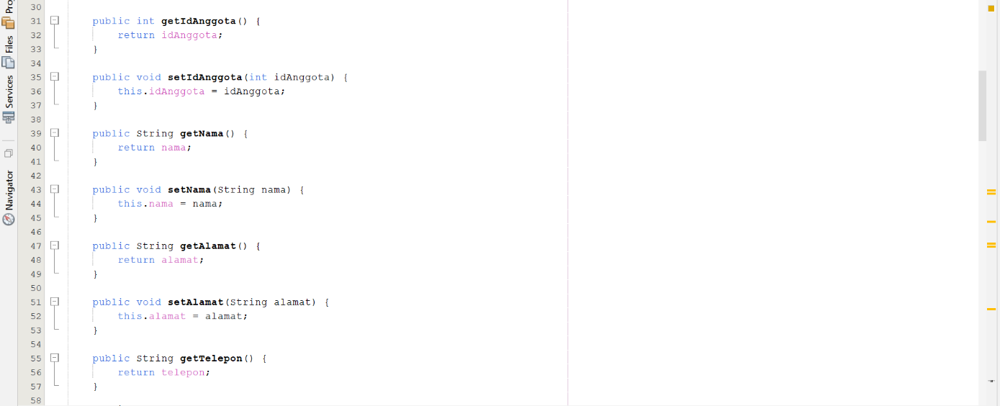 Files
Services
Navigator
30
31 public int getIdAnggota() {
32 return idAnggota;
33 }
34
35 public void setIdAnggota(int idAnggota) {
36 this.idAnggota = idAnggota;
37 }
38
39 public String getNama() {
40 return nama;
41 }
42
43 public void setNama(String nama) {
44 this.nama = nama;
45 }
46
47 public String getAlamat() {
48 return alamat;
49 }
50
51 public void setAlamat(String alamat) {
52 this.alamat = alamat;
53 }
54
55 public String getTelepon() {
56 return telepon;
57 }
58